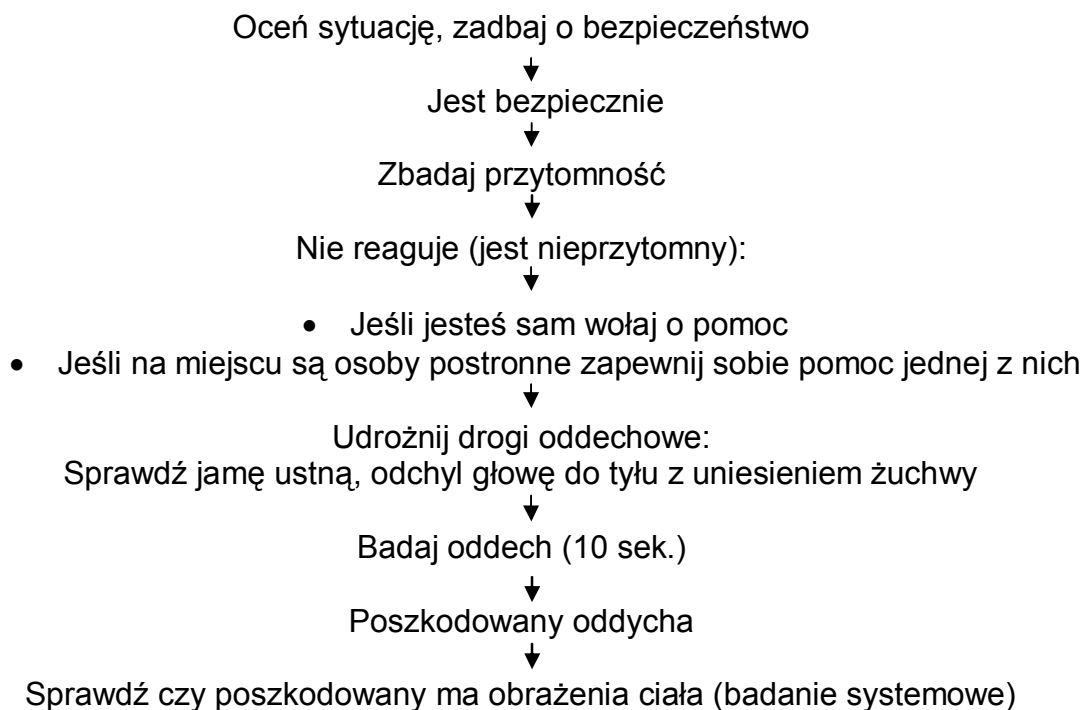 Oceń sytuację, zadbaj o bezpieczeństwo
Jest bezpiecznie
Zbadaj przytomność
Nie reaguje (jest nieprzytomny):
• Jeśli jesteś sam wołaj o pomoc
• Jeśli na miejscu są osoby postronne zapewnij sobie pomoc jednej z nich
Udrożnij drogi oddechowe:
Sprawdź jamę ustną, odchyl głowę do tyłu z uniesieniem żuchwy
Badaj oddech (10 sek.)
Poszkodowany oddycha
Sprawdź czy poszkodowany ma obrażenia ciała (badanie systemowe)